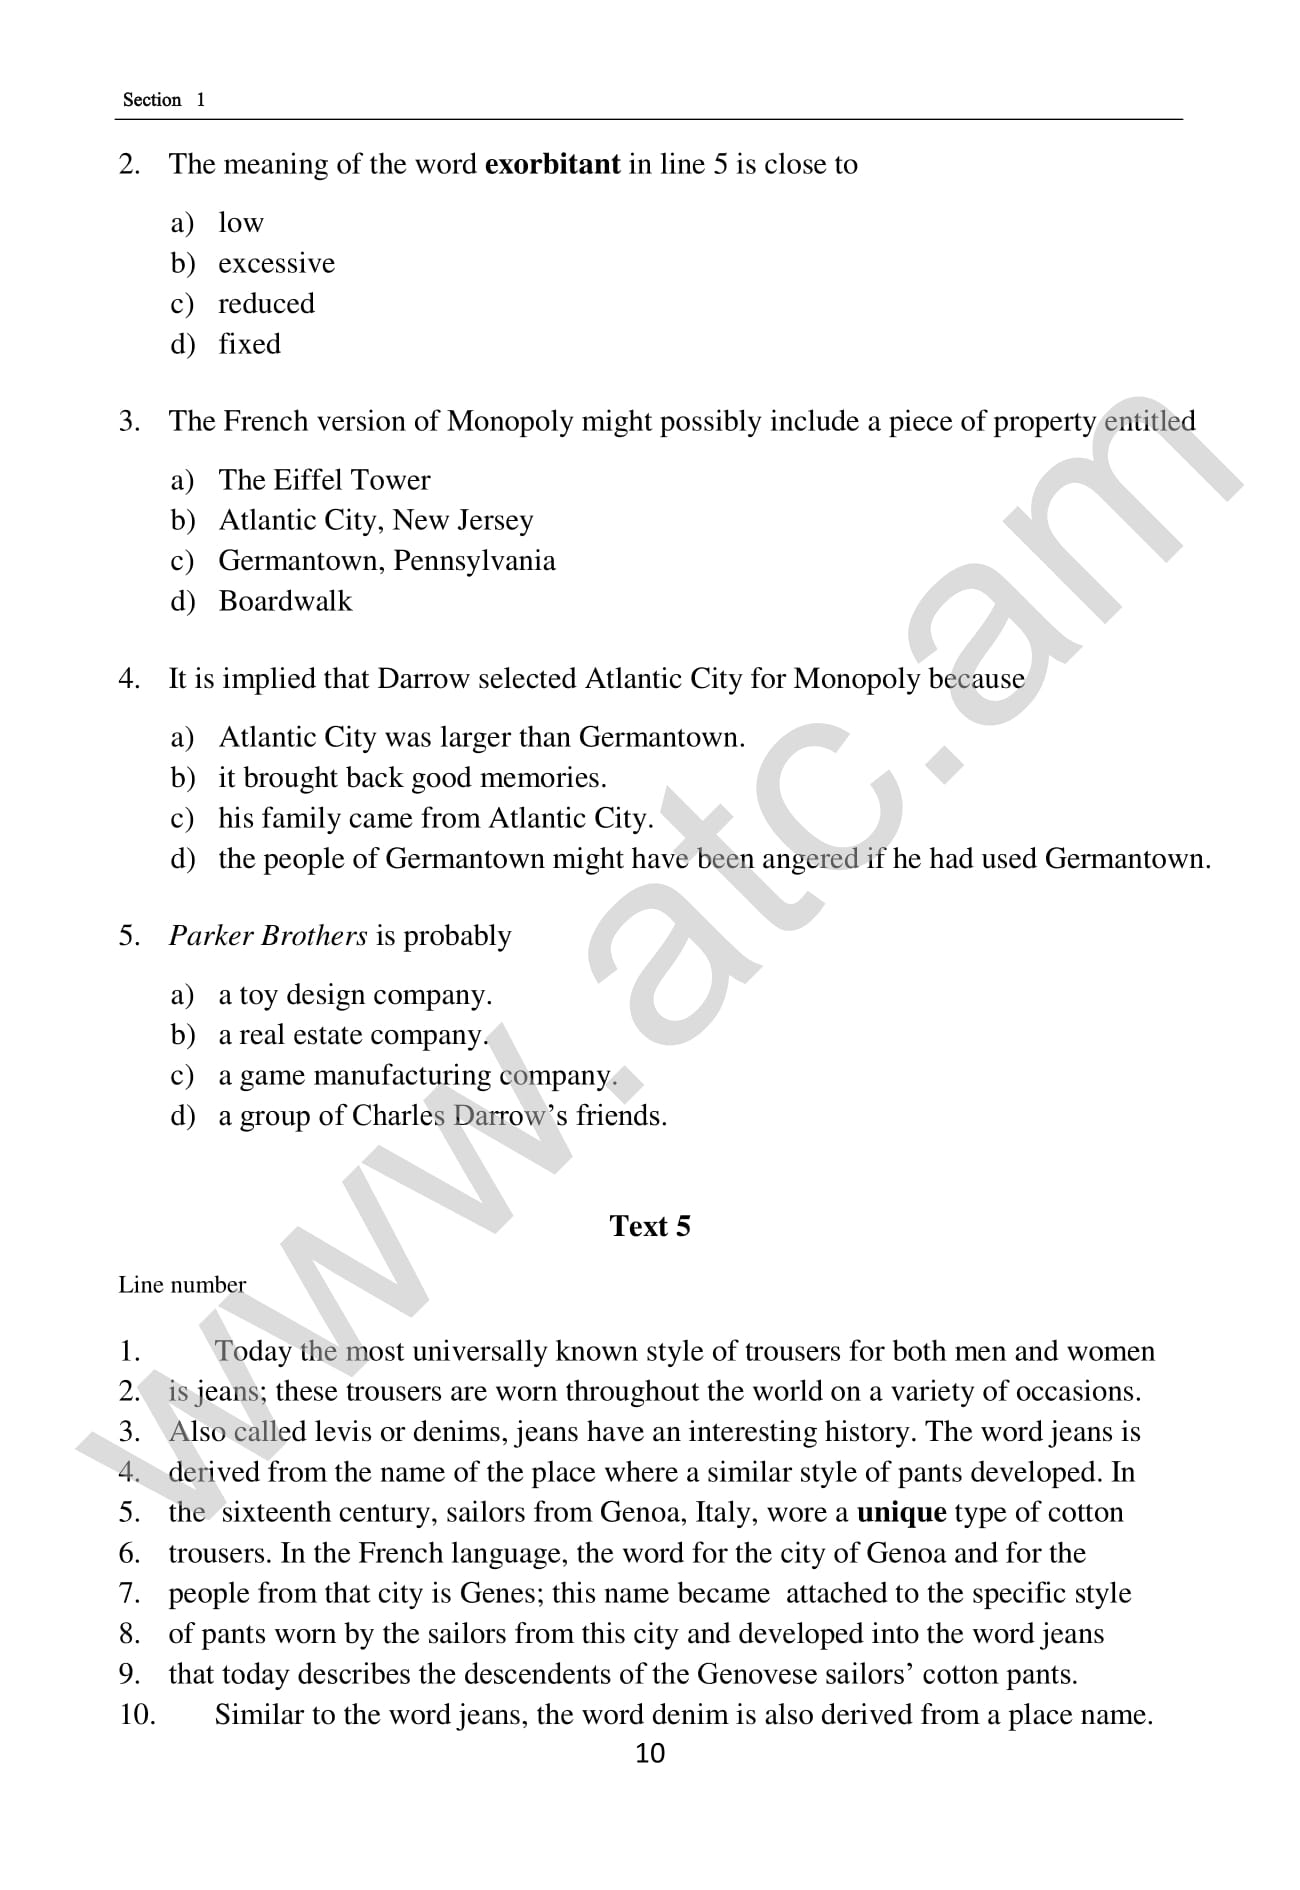 Section 1
2. The meaning of the word exorbitant in line 5 is close to
a) low
b) excessive
c) reduced
d) fixed
3. The French version of Monopoly might possibly include a piece of property entitled
a) The Eiffel Tower
b) Atlantic City, New Jersey
c) Germantown, Pennsylvania
d) Boardwalk
4. It is implied that Darrow selected Atlantic City for Monopoly because
a) Atlantic City was larger than Germantown.
b) it brought back good memories.
c) his family came from Atlantic City.
d) the people of Germantown might have been angered if he had used Germantown.
5. Parker Brothers is probably
a) a toy design company.
b) a real estate company.
c) a game manufacturing company.
d) a group of Charles Darrow’s friends.
Text 5
Line number
1. Today the most universally known style of trousers for both men and women
2. is jeans; these trousers are worn throughout the world on a variety of occasions.
3. Also called levis or denims, jeans have an interesting history. The word jeans is
4. derived from the name of the place where a similar style of pants developed. In
5. the sixteenth century, sailors from Genoa, Italy, wore a unique type of cotton
6. trousers. In the French language, the word for the city of Genoa and for the
7. people from that city is Genes; this name became attached to the specific style
8. of pants worn by the sailors from this city and developed into the word jeans
9. that today describes the descendents of the Genovese sailors’ cotton pants.
10. Similar to the word jeans, the word denim is also derived from a place name.
10
www.atc.am